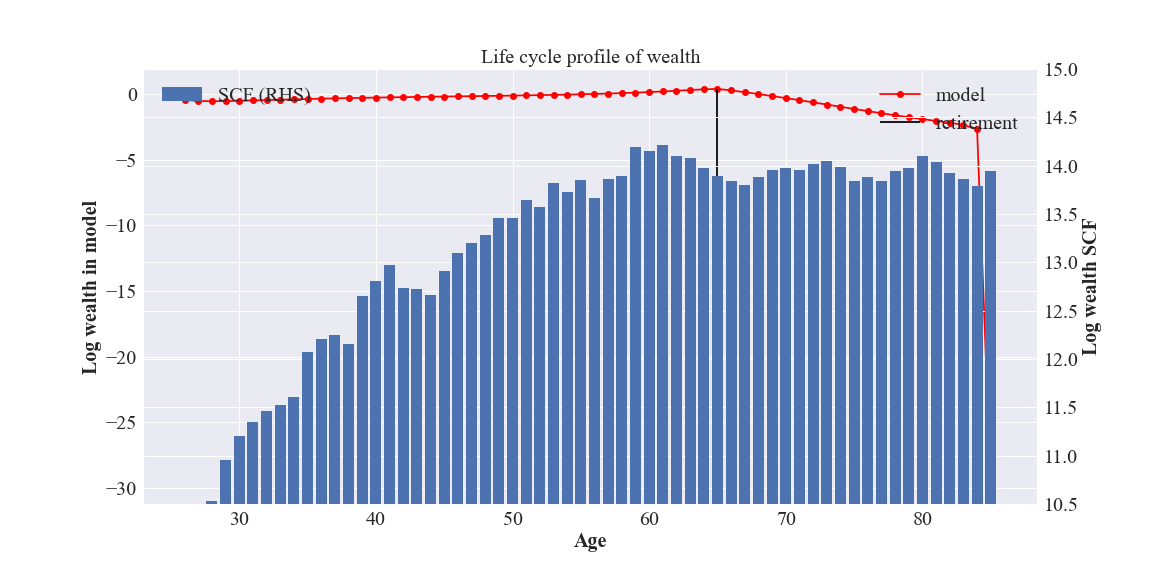 Life cycle profile of wealth
SCF (RHS)
model
retirement
Log wealth in model
0
−5
−10
−15
−20
−25
−30
15.0
14.5
14.0
13.5
13.0
12.5
12.0
11.5
11.0
10.5
Log wealth SCF
30 40 50 60 70 80
Age